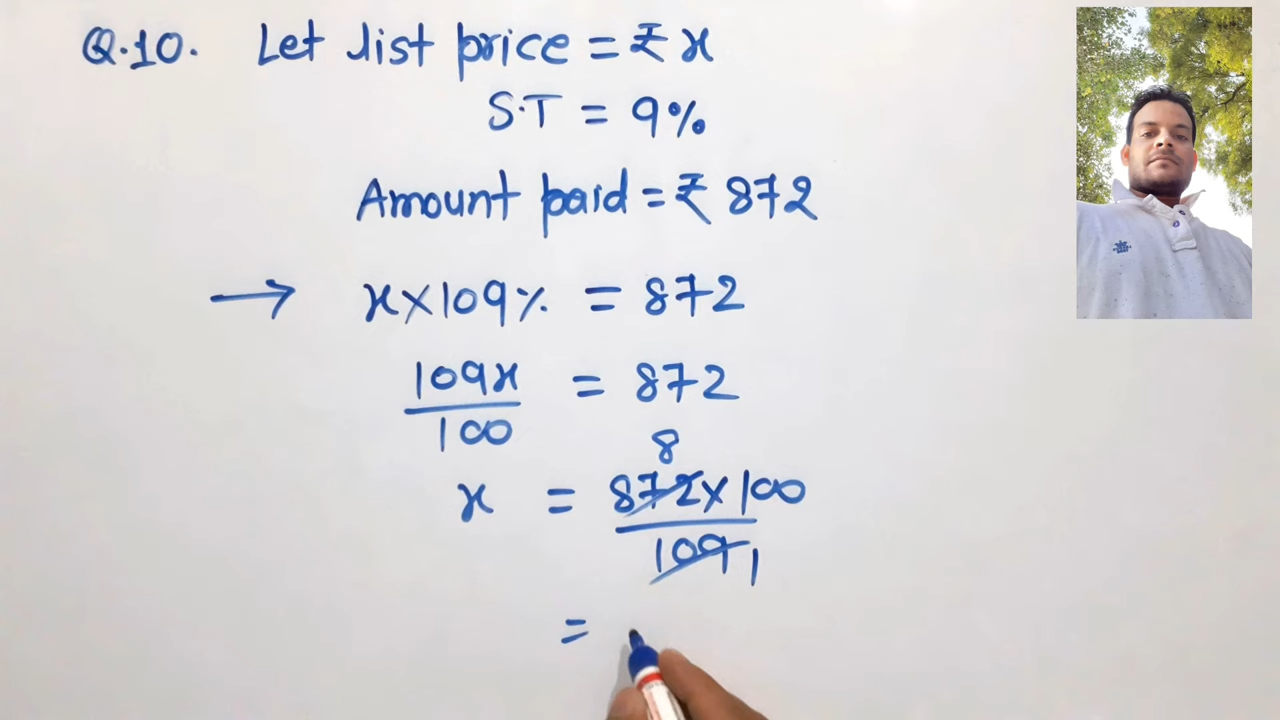 Q.10. Let list price = ₹ x
S.T = 9%
Amount paid = ₹ 872
→ x × 109% = 872
109x/100 = 872
8
x = 872 × 100/109 1
=